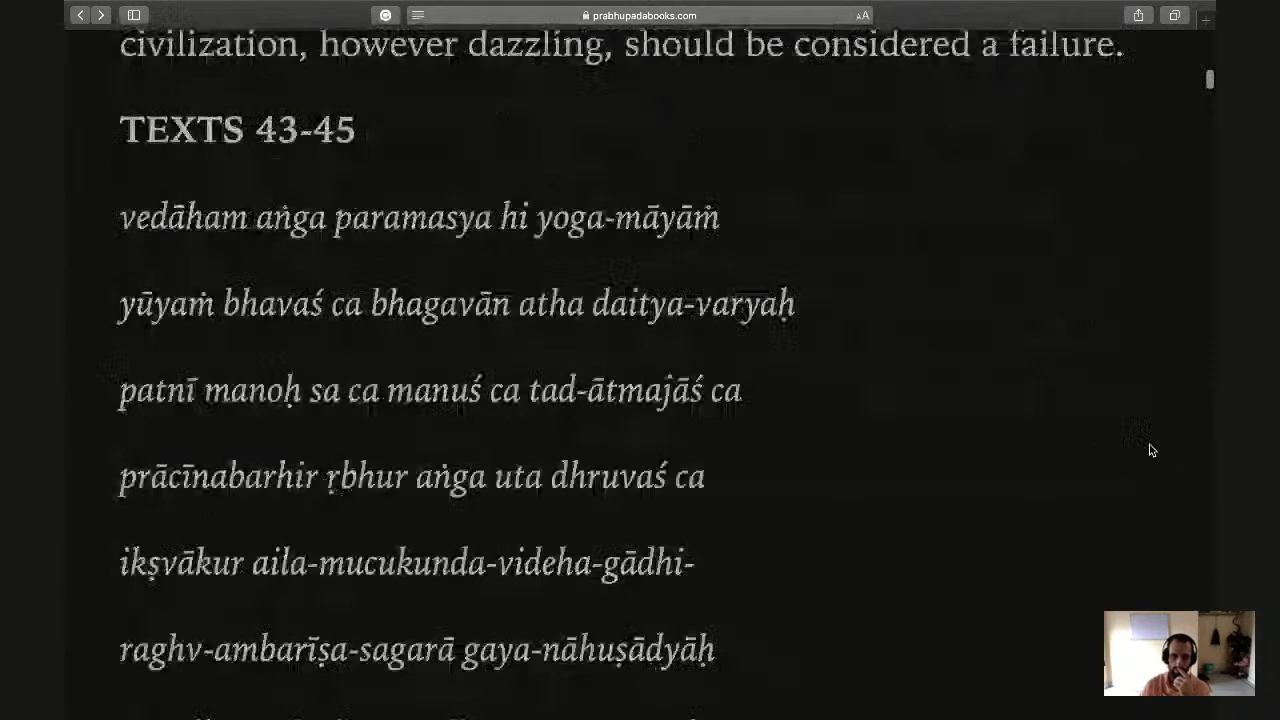 prabhupadabooks.com
AA
civilization, however dazzling, should be considered a failure.
TEXTS 43-45
vedāham aṅga paramasya hi yoga-māyāṁ
yūyaṁ bhavaś ca bhagavān atha daitya-varyaḥ
patnī manoḥ sa ca manuś ca tad-ātmajāś ca
prācīnabarhir ṛbhur aṅga uta dhruvaś ca
ikṣvākur aila-mucukunda-videha-gādhi-
raghv-ambarīṣa-sagarā gaya-nāhuṣādyāḥ